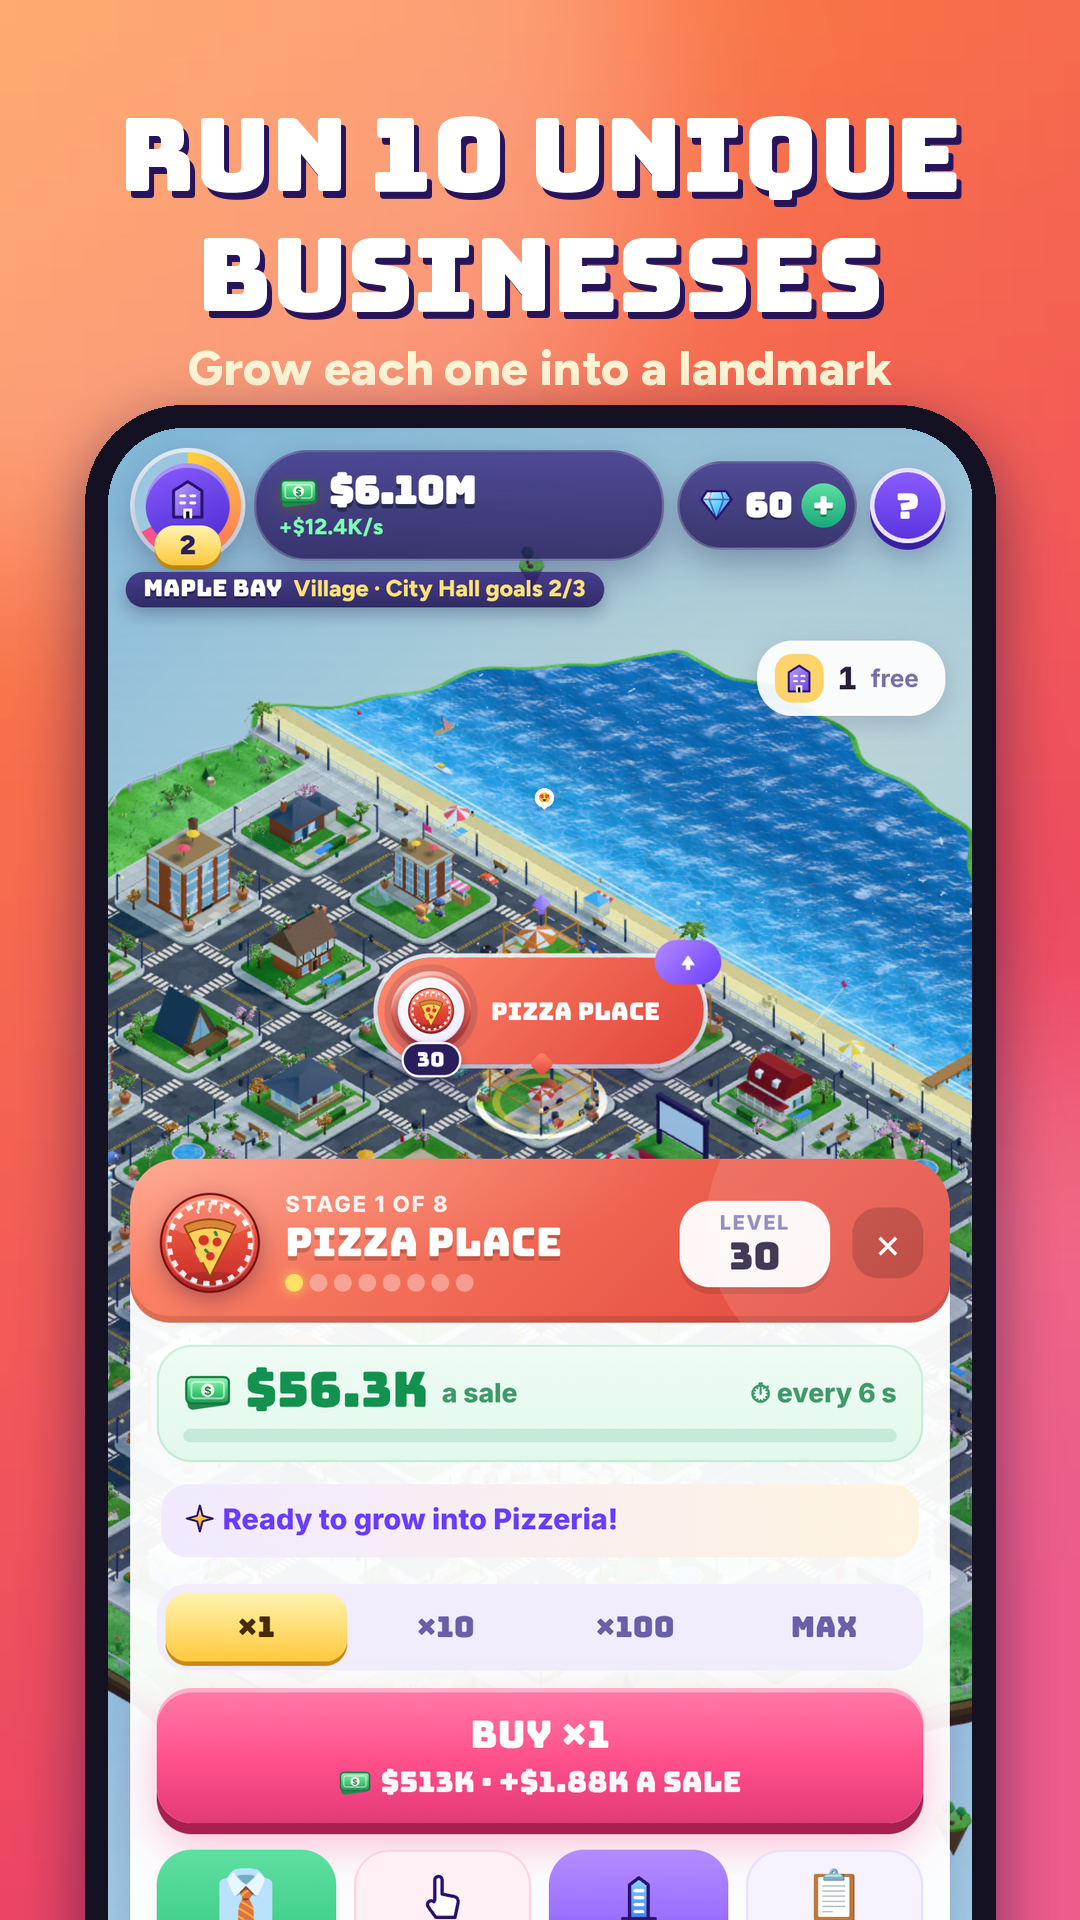 RUN 10 UNIQUE
BUSINESSES
Grow each one into a landmark
$6.10M
+$12.4K/s
60 +
?
2
MAPLE BAY Village · City Hall goals 2/3
1 free
PIZZA PLACE
30
STAGE 1 OF 8
PIZZA PLACE
LEVEL
30
×
$56.3K a sale
every 6 s
Ready to grow into Pizzeria!
×1 ×10 ×100 MAX
BUY ×1
$513K · +$1.88K A SALE